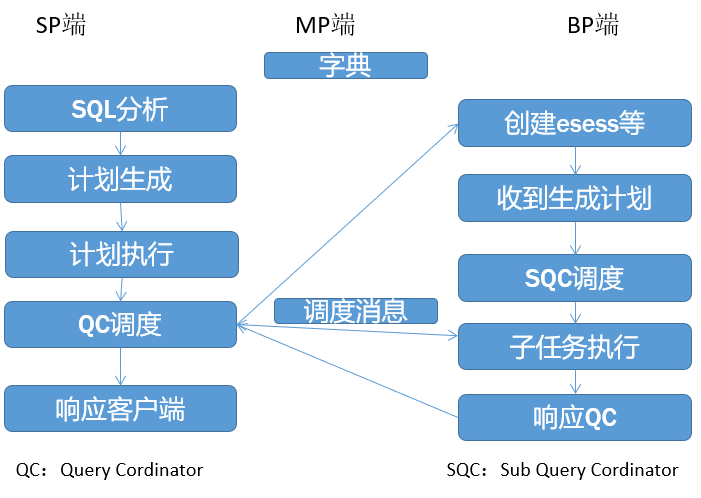 SP端
MP端
BP端
字典
SQL分析
计划生成
计划执行
QC调度
响应客户端
调度消息
创建esess等
收到生成计划
SQC调度
子任务执行
响应QC
QC：Query Cordinator
SQC：Sub Query Cordinator